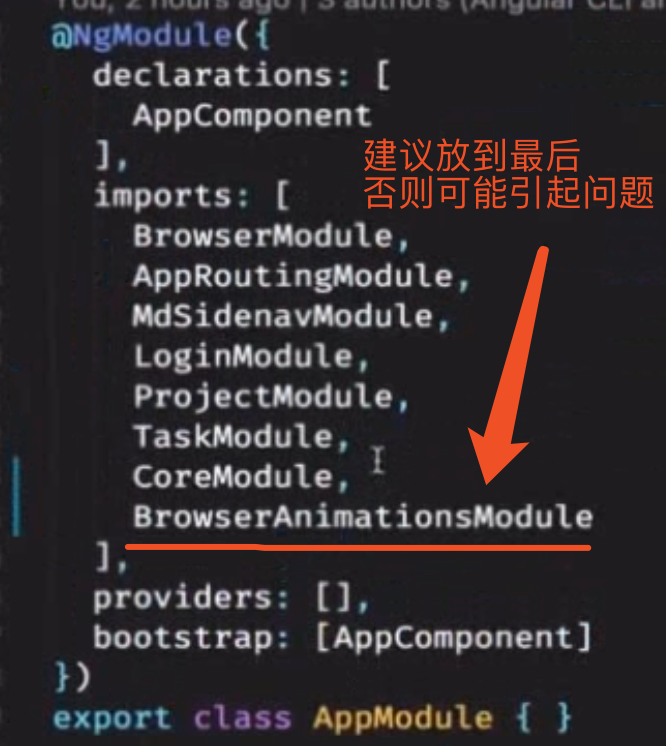 You, 2 hours ago | 3 authors (Angular CLI an
@NgModule({
declarations: [
AppComponent
],
建议放到最后
否则可能引起问题
imports: [
BrowserModule,
AppRoutingModule,
MdSidenavModule,
LoginModule,
ProjectModule,
TaskModule,
CoreModule,
BrowserAnimationsModule
],
providers: [],
bootstrap: [AppComponent]
})
export class AppModule { }